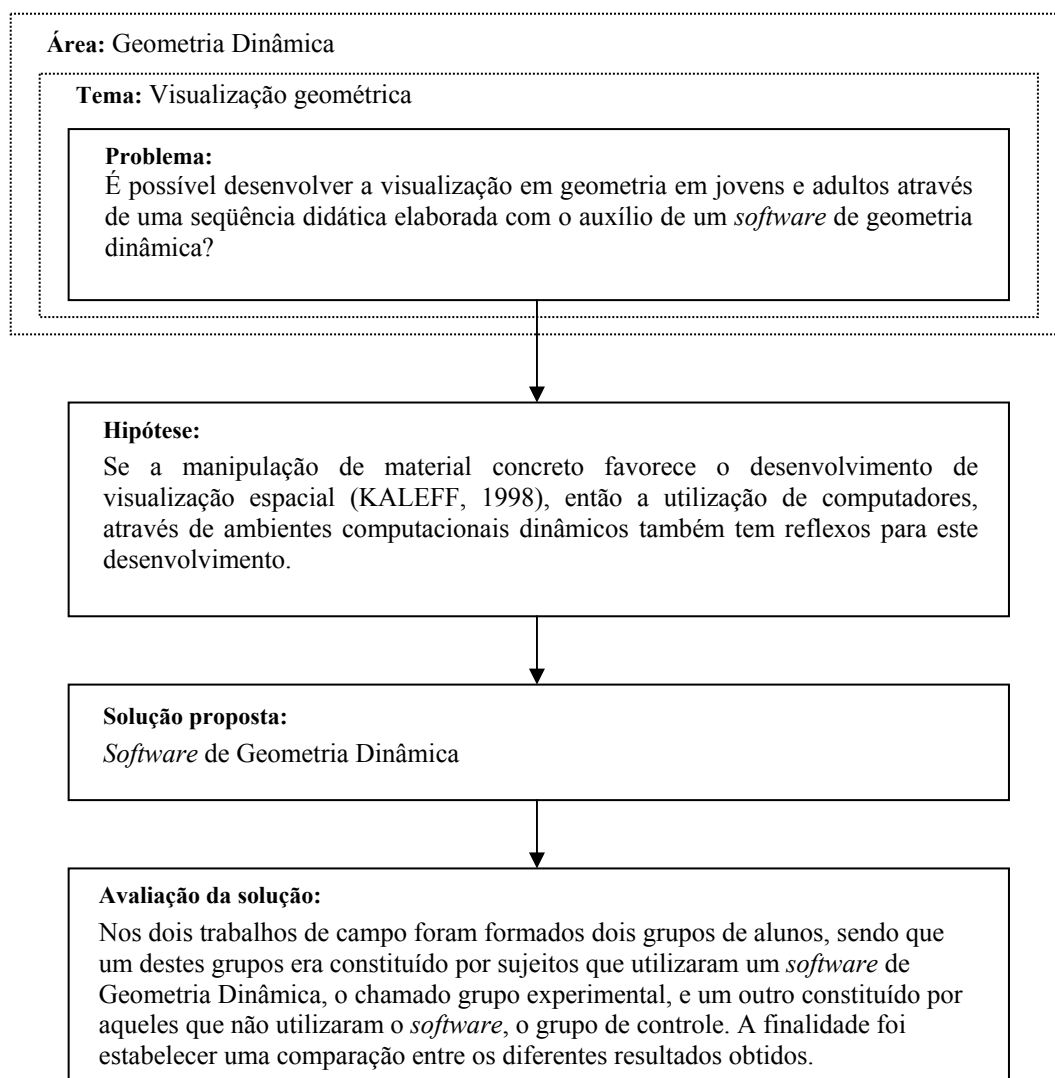 Área: Geometria Dinâmica
Tema: Visualização geométrica
Problema:
É possível desenvolver a visualização em geometria em jovens e adultos através
de uma seqüência didática elaborada com o auxílio de um software de geometria
dinâmica?
Hipótese:
Se a manipulação de material concreto favorece o desenvolvimento de
visualização espacial (KALEFF, 1998), então a utilização de computadores,
através de ambientes computacionais dinâmicos também tem reflexos para este
desenvolvimento.
Solução proposta:
Software de Geometria Dinâmica
Avaliação da solução:
Nos dois trabalhos de campo foram formados dois grupos de alunos, sendo que
um destes grupos era constituído por sujeitos que utilizaram um software de
Geometria Dinâmica, o chamado grupo experimental, e um outro constituído por
aqueles que não utilizaram o software, o grupo de controle. A finalidade foi
estabelecer uma comparação entre os diferentes resultados obtidos.